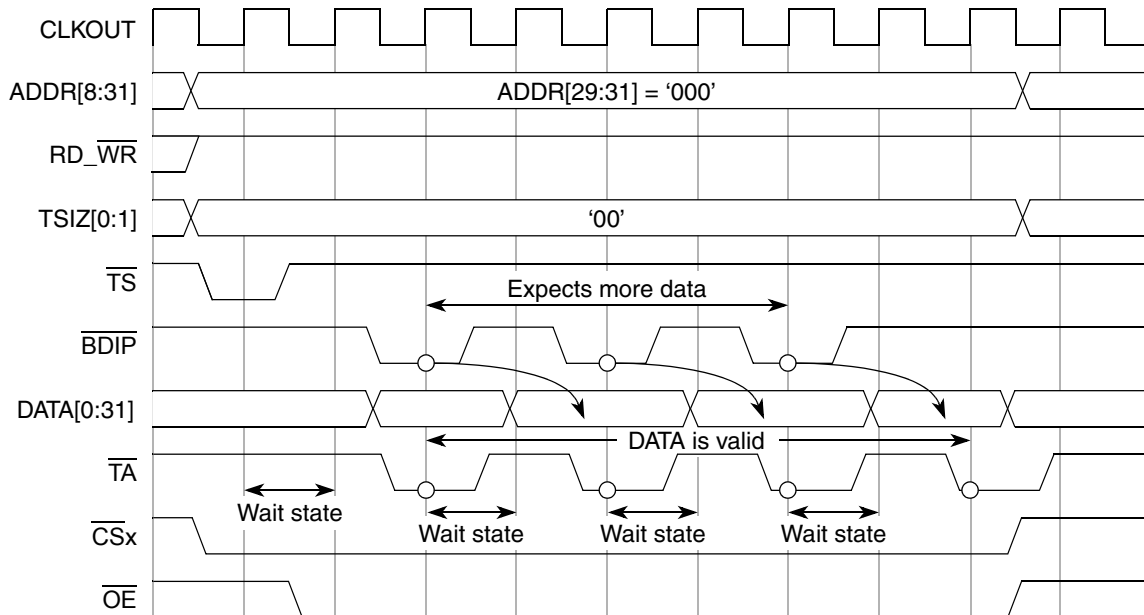 CLKOUT
ADDR[8:31]
ADDR[29:31] = ‘000’
RD_WR
TSIZ[0:1]
‘00’
TS
Expects more data
BDIP
DATA[0:31]
DATA is valid
TA
Wait state
Wait state
Wait state
Wait state
CSx
OE